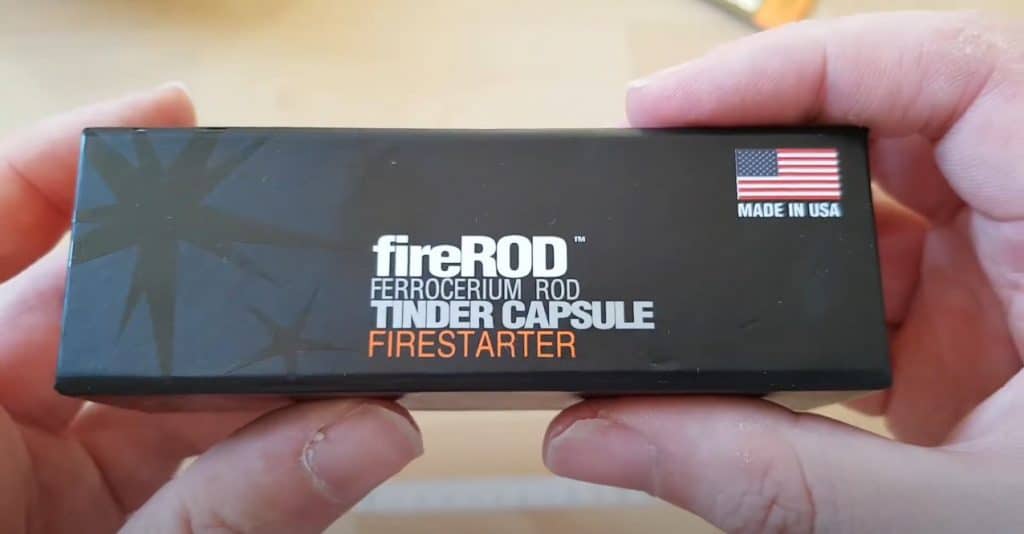 MADE IN USA
fireROD™
FERROCERIUM ROD
TINDER CAPSULE
FIRESTARTER